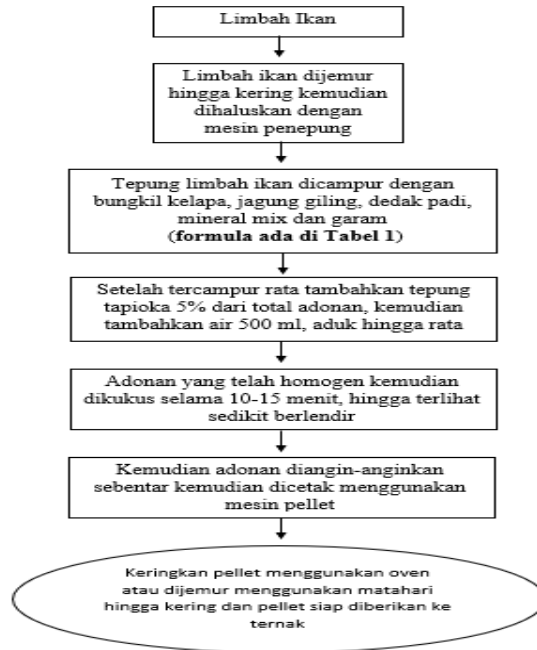 Limbah Ikan
Limbah ikan dijemur
hingga kering kemudian
dihaluskan dengan
mesin penepung
Tepung limbah ikan dicampur dengan
bungkil kelapa, jagung giling, dedak padi,
mineral mix dan garam
(formula ada di Tabel 1)
Setelah tercampur rata tambahkan tepung
tapioka 5% dari total adonan, kemudian
tambahkan air 500 ml, aduk hingga rata
Adonan yang telah homogen kemudian
dikukus selama 10-15 menit, hingga terlihat
sedikit berlendir
Kemudian adonan diangin-anginkan
sebentar kemudian dicetak menggunakan
mesin pellet
Keringkan pellet menggunakan oven
atau dijemur menggunakan matahari
hingga kering dan pellet siap diberikan ke
ternak